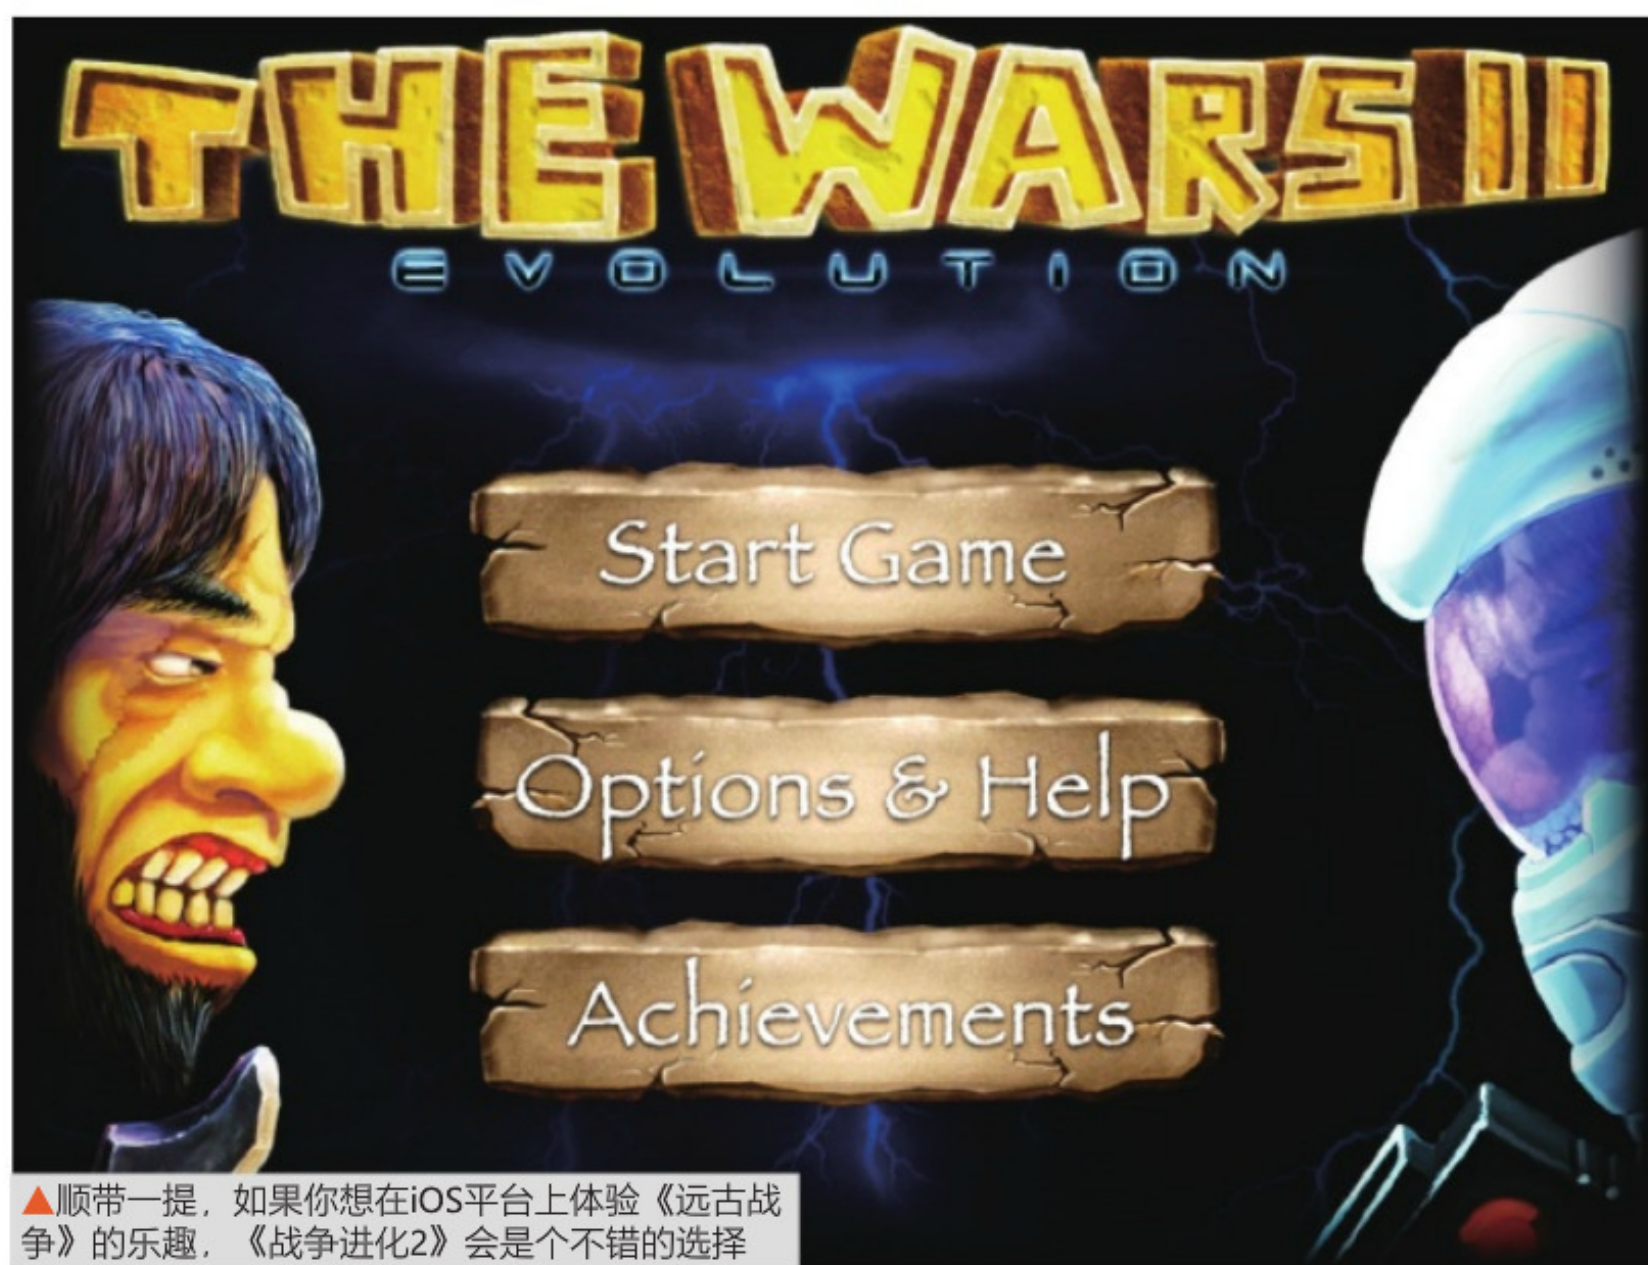 THE WARS II
EVOLUTION
Start Game
Options & Help
Achievements
▲顺带一提，如果你想在iOS平台上体验《远古战
争》的乐趣，《战争进化2》会是个不错的选择